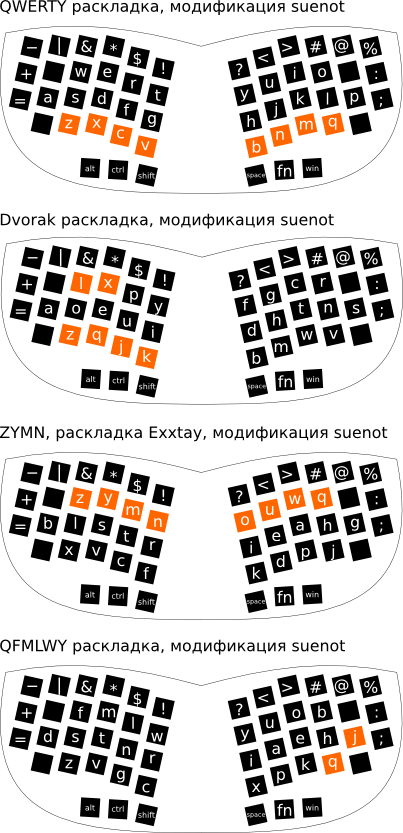 QWERTY раскладка, модификация suenot
− \ & * $ ! ? < > # @ %
+ w e r t y u i o :
= a s d f g h j k l p ;
z x c v b n m q
alt ctrl shift space fn win
Dvorak раскладка, модификация suenot
− \ & * $ ! ? < > # @ %
+ l x p y f g c r :
= a o e u i d h t n s ;
z q j k b m w v
alt ctrl shift space fn win
ZYMN, раскладка Exxtay, модификация suenot
− \ & * $ ! ? < > # @ %
+ z y m n o u w q :
= b l s t r i e a h g ;
x v c f k d p j
alt ctrl shift space fn win
QFMLWY раскладка, модификация suenot
− \ & * $ ! ? < > # @ %
+ f m l w y u o b :
= d s t n r i a e h j ;
z v g c x p k q
alt ctrl shift space fn win